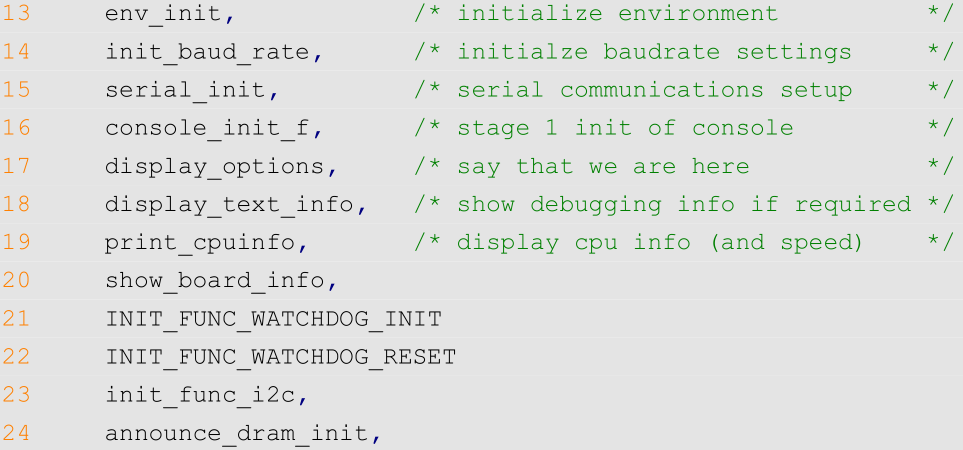 13 env_init, /* initialize environment */
14 init_baud_rate, /* initialze baudrate settings */
15 serial_init, /* serial communications setup */
16 console_init_f, /* stage 1 init of console */
17 display_options, /* say that we are here */
18 display_text_info, /* show debugging info if required */
19 print_cpuinfo, /* display cpu info (and speed) */
20 show_board_info,
21 INIT_FUNC_WATCHDOG_INIT
22 INIT_FUNC_WATCHDOG_RESET
23 init_func_i2c,
24 announce_dram_init,